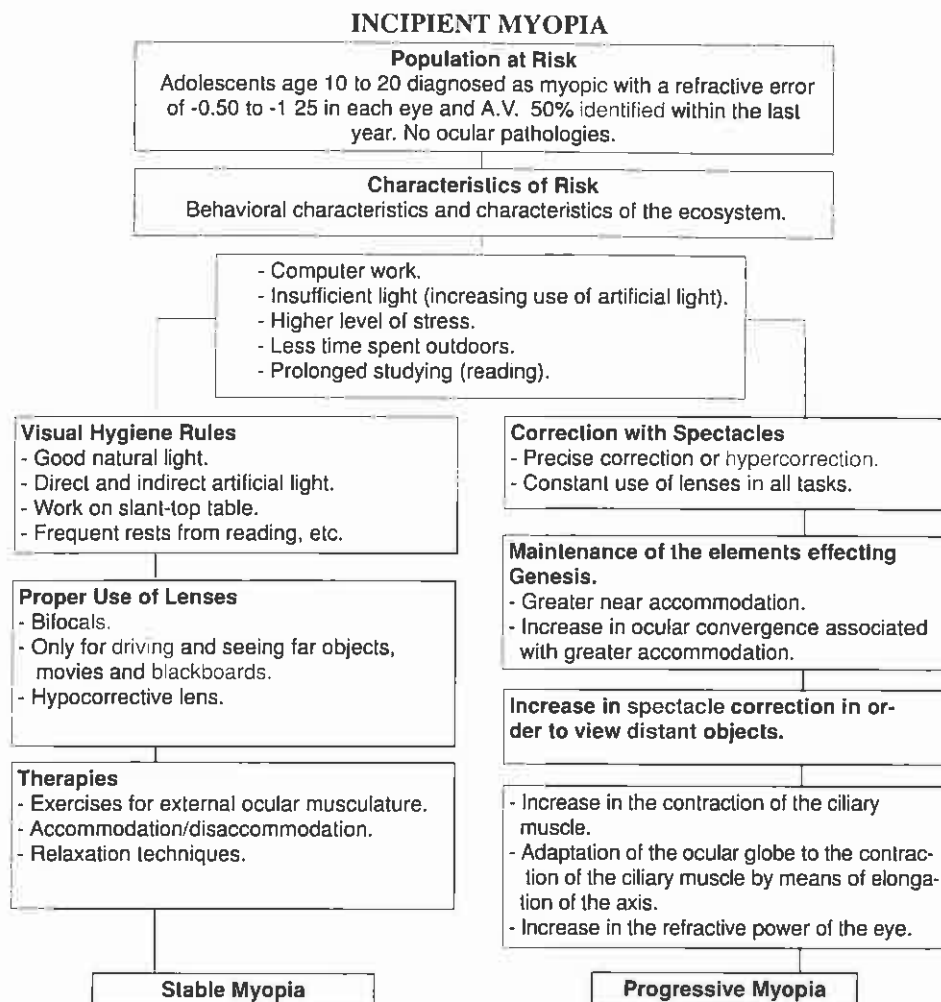 INCIPIENT MYOPIA
Population at Risk
Adolescents age 10 to 20 diagnosed as myopic with a refractive error
of -0.50 to -1 25 in each eye and A.V. 50% identified within the last
year. No ocular pathologies.
Characteristics of Risk
Behavioral characteristics and characteristics of the ecosystem.
- Computer work.
- Insufficient light (increasing use of artificial light).
- Higher level of stress.
- Less time spent outdoors.
- Prolonged studying (reading).
Visual Hygiene Rules
- Good natural light.
- Direct and indirect artificial light.
- Work on slant-top table.
- Frequent rests from reading, etc.
Proper Use of Lenses
- Bifocals.
- Only for driving and seeing far objects,
movies and blackboards.
- Hypocorrective lens.
Therapies
- Exercises for external ocular musculature.
- Accommodation/disaccommodation.
- Relaxation techniques.
Stable Myopia
Correction with Spectacles
- Precise correction or hypercorrection.
- Constant use of lenses in all tasks.
Maintenance of the elements effecting
Genesis.
- Greater near accommodation.
- Increase in ocular convergence associated
with greater accommodation.
Increase in spectacle correction in or-
der to view distant objects.
- Increase in the contraction of the ciliary
muscle.
- Adaptation of the ocular globe to the contrac-
tion of the ciliary muscle by means of elonga-
tion of the axis.
- Increase in the refractive power of the eye.
Progressive Myopia